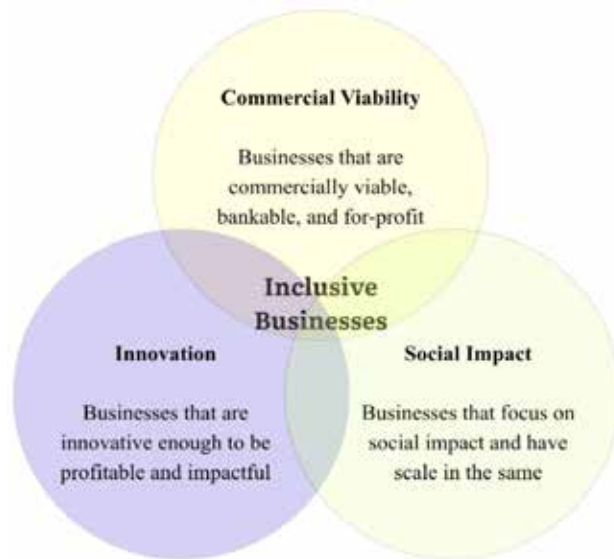 Commercial Viability
Businesses that are
commercially viable,
bankable, and for-profit
Inclusive
Businesses
Innovation
Businesses that are
innovative enough to be
profitable and impactful
Social Impact
Businesses that focus on
social impact and have
scale in the same